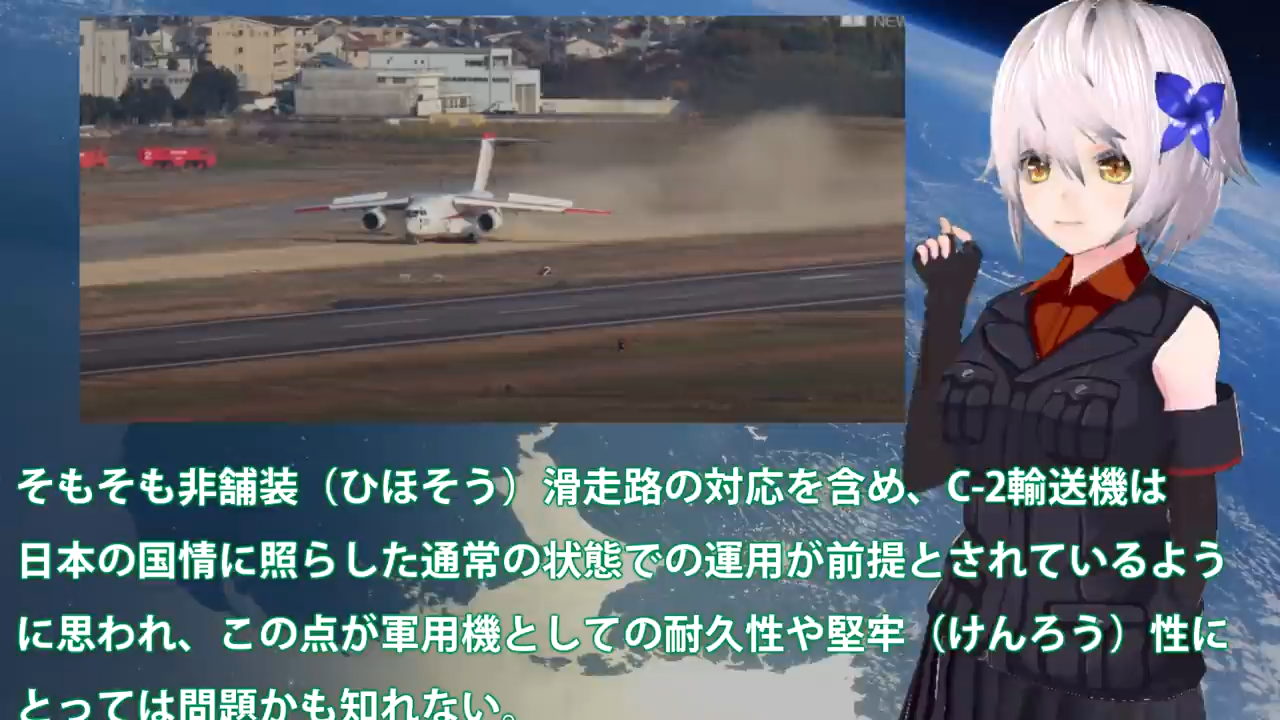 NEW
そもそも非舗装（ひほそう）滑走路の対応を含め、C-2輸送機は
日本の国情に照らした通常の状態での運用が前提とされているよう
に思われ、この点が軍用機としての耐久性や堅牢（けんろう）性に
とっては問題かも知れない。